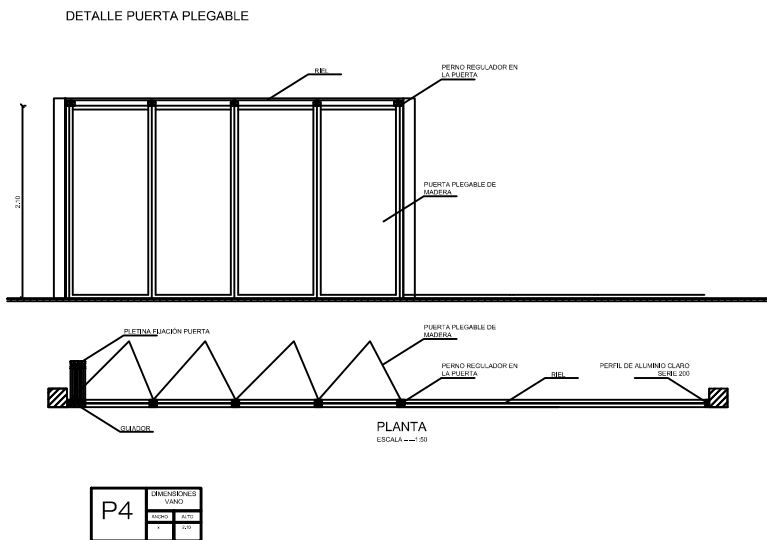 DETALLE PUERTA PLEGABLE
RIEL
PERNO REGULADOR EN
LA PUERTA
2.10
PUERTA PLEGABLE DE
MADERA
PLETINA FIJACIÓN PUERTA
PUERTA PLEGABLE DE
MADERA
PERNO REGULADOR EN
LA PUERTA
RIEL
PERFIL DE ALUMINIO CLARO
SERIE 200
GUIADOR
PLANTA
ESCALA ---1:50
P4
DIMENSIONES
VANO
ANCHO ALTO
2.10